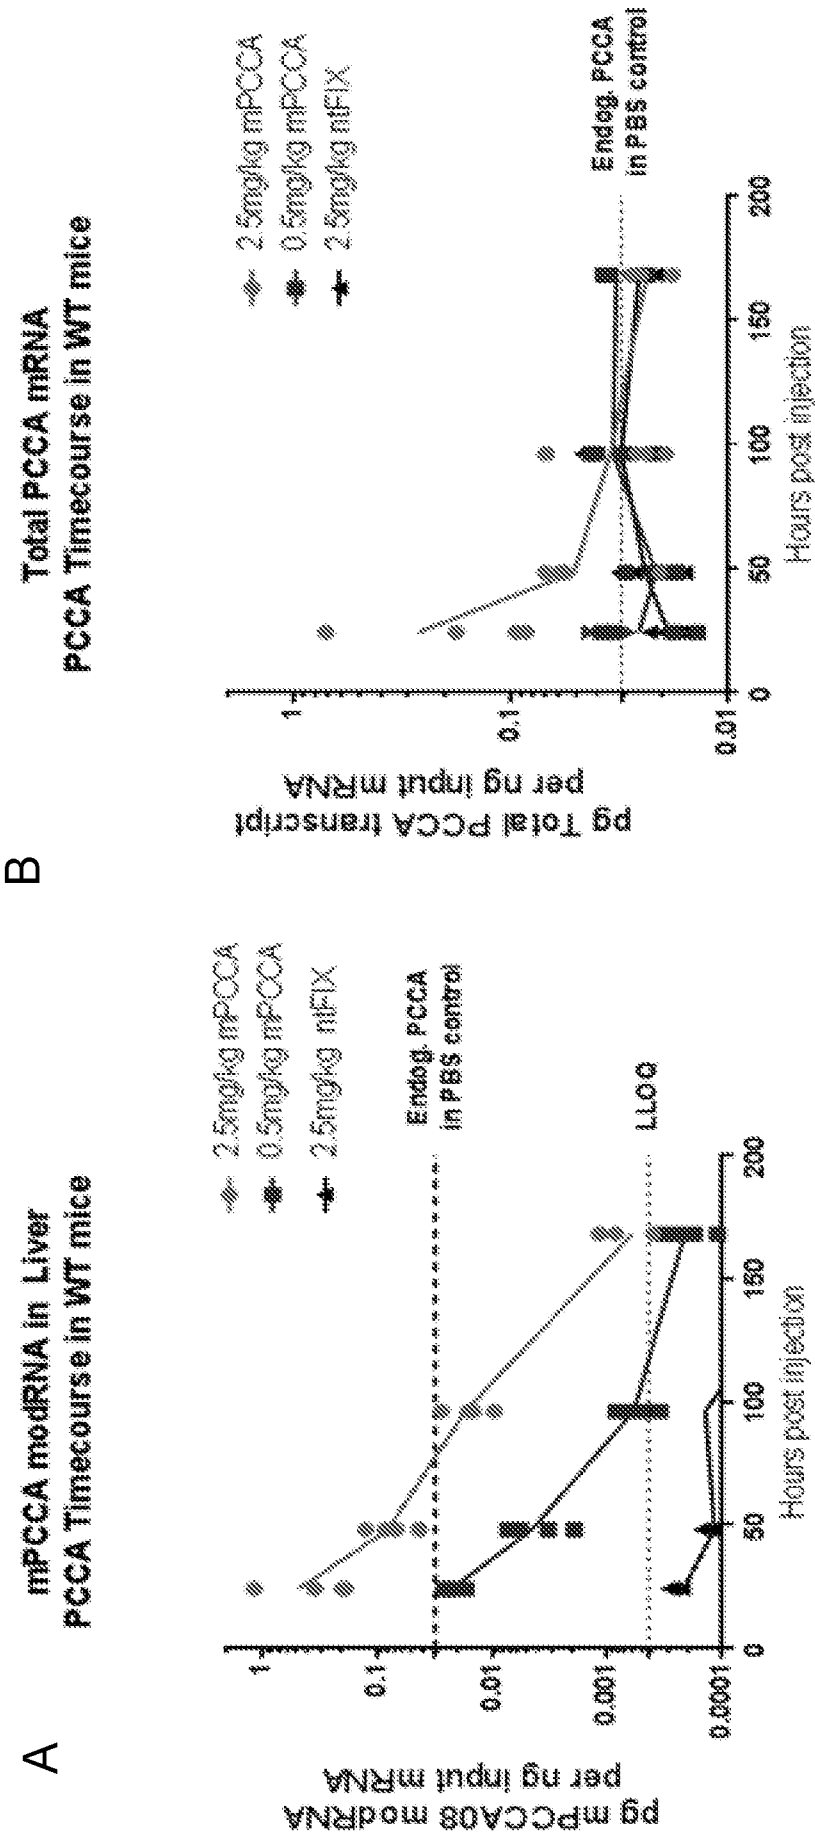 A
mPCCA modRNA in Liver
PCCA Timecourse in WT mice
2.5mg/kg mPCCA
0.5mg/kg mPCCA
2.5mg/kg ntFIX
Endog. PCCA
in PBS control
LLOQ
pg mPCCA08 modRNA
per ng input mRNA
1
0.1
0.01
0.001
0.0001
0
50
100
150
200
Hours post injection
B
Total PCCA mRNA
PCCA Timecourse in WT mice
2.5mg/kg mPCCA
0.5mg/kg mPCCA
2.5mg/kg ntFIX
Endog. PCCA
in PBS control
pg Total PCCA transcript
per ng input mRNA
1
0.1
0.01
0
50
100
150
200
Hours post injection